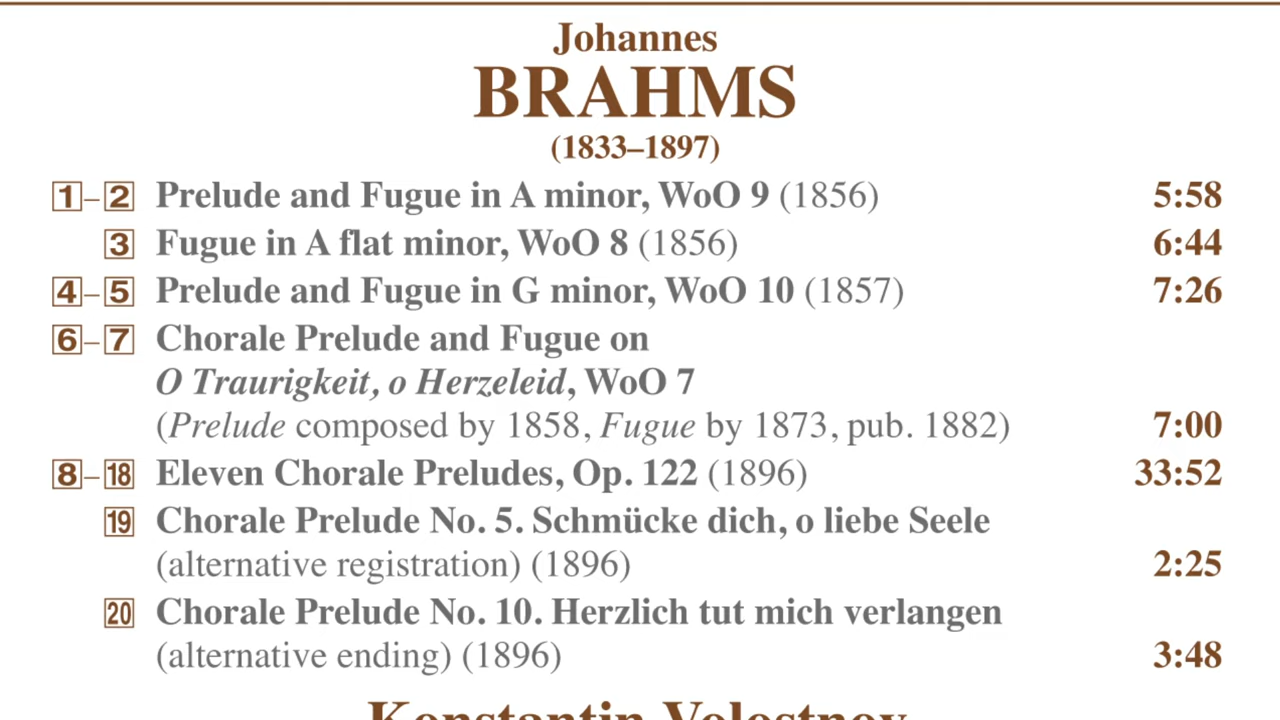 Johannes
BRAHMS
(1833–1897)
1–2 Prelude and Fugue in A minor, WoO 9 (1856) 5:58
3 Fugue in A flat minor, WoO 8 (1856) 6:44
4–5 Prelude and Fugue in G minor, WoO 10 (1857) 7:26
6–7 Chorale Prelude and Fugue on
O Traurigkeit, o Herzeleid, WoO 7
(Prelude composed by 1858, Fugue by 1873, pub. 1882) 7:00
8–18 Eleven Chorale Preludes, Op. 122 (1896) 33:52
19 Chorale Prelude No. 5. Schmücke dich, o liebe Seele
(alternative registration) (1896) 2:25
20 Chorale Prelude No. 10. Herzlich tut mich verlangen
(alternative ending) (1896) 3:48
Konstantin Volostnov